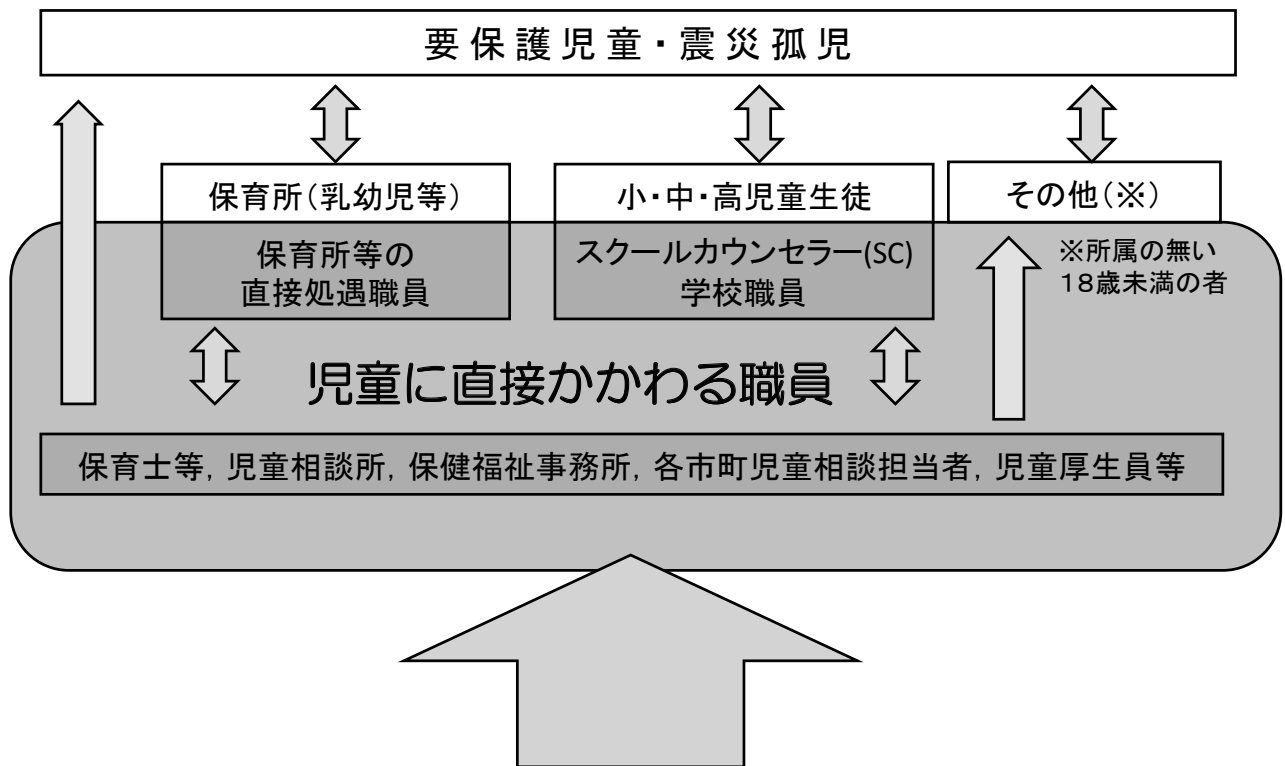 要保護児童・震災孤児
保育所(乳幼児等)
小・中・高児童生徒
その他(※)
保育所等の
直接処遇職員
スクールカウンセラー(SC)
学校職員
※所属の無い
18歳未満の者
児童に直接かかわる職員
保育士等,児童相談所,保健福祉事務所,各市町児童相談担当者,児童厚生員等